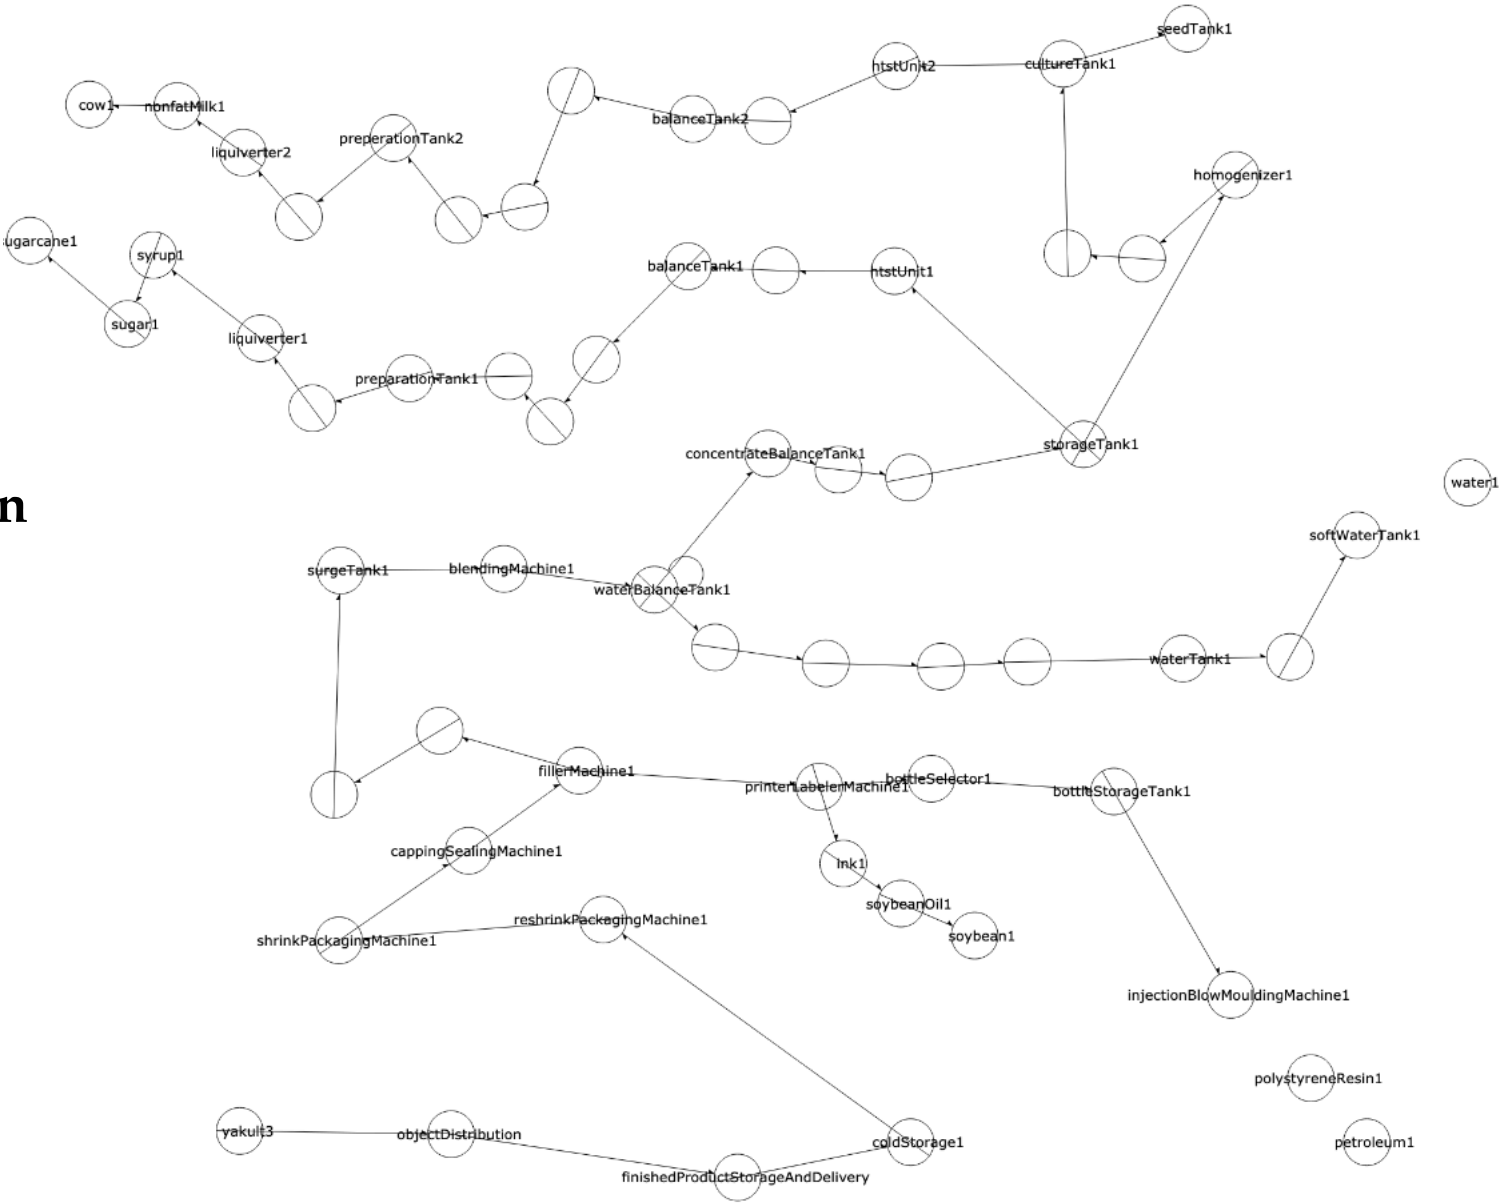 seedTank1
htstUnit2
cultureTank1
cow1
nonfatMilk1
balanceTank2
preperationTank2
liquiverter2
homogenizer1
ugarcane1
syrup1
balanceTank1
htstUnit1
sugar1
liquiverter1
preparationTank1
storageTank1
concentrateBalanceTank1
water1
n
softWaterTank1
surgeTank1
blendingMachine1
waterBalanceTank1
waterTank1
fillerMachine1
bottleSelector1
printerLabelerMachine1
bottleStorageTank1
cappingSealingMachine1
ink1
soybeanOil1
reshrinkPackagingMachine1
shrinkPackagingMachine1
soybean1
injectionBlowMouldingMachine1
polystyreneResin1
yakult3
objectDistribution
coldStorage1
petroleum1
finishedProductStorageAndDelivery